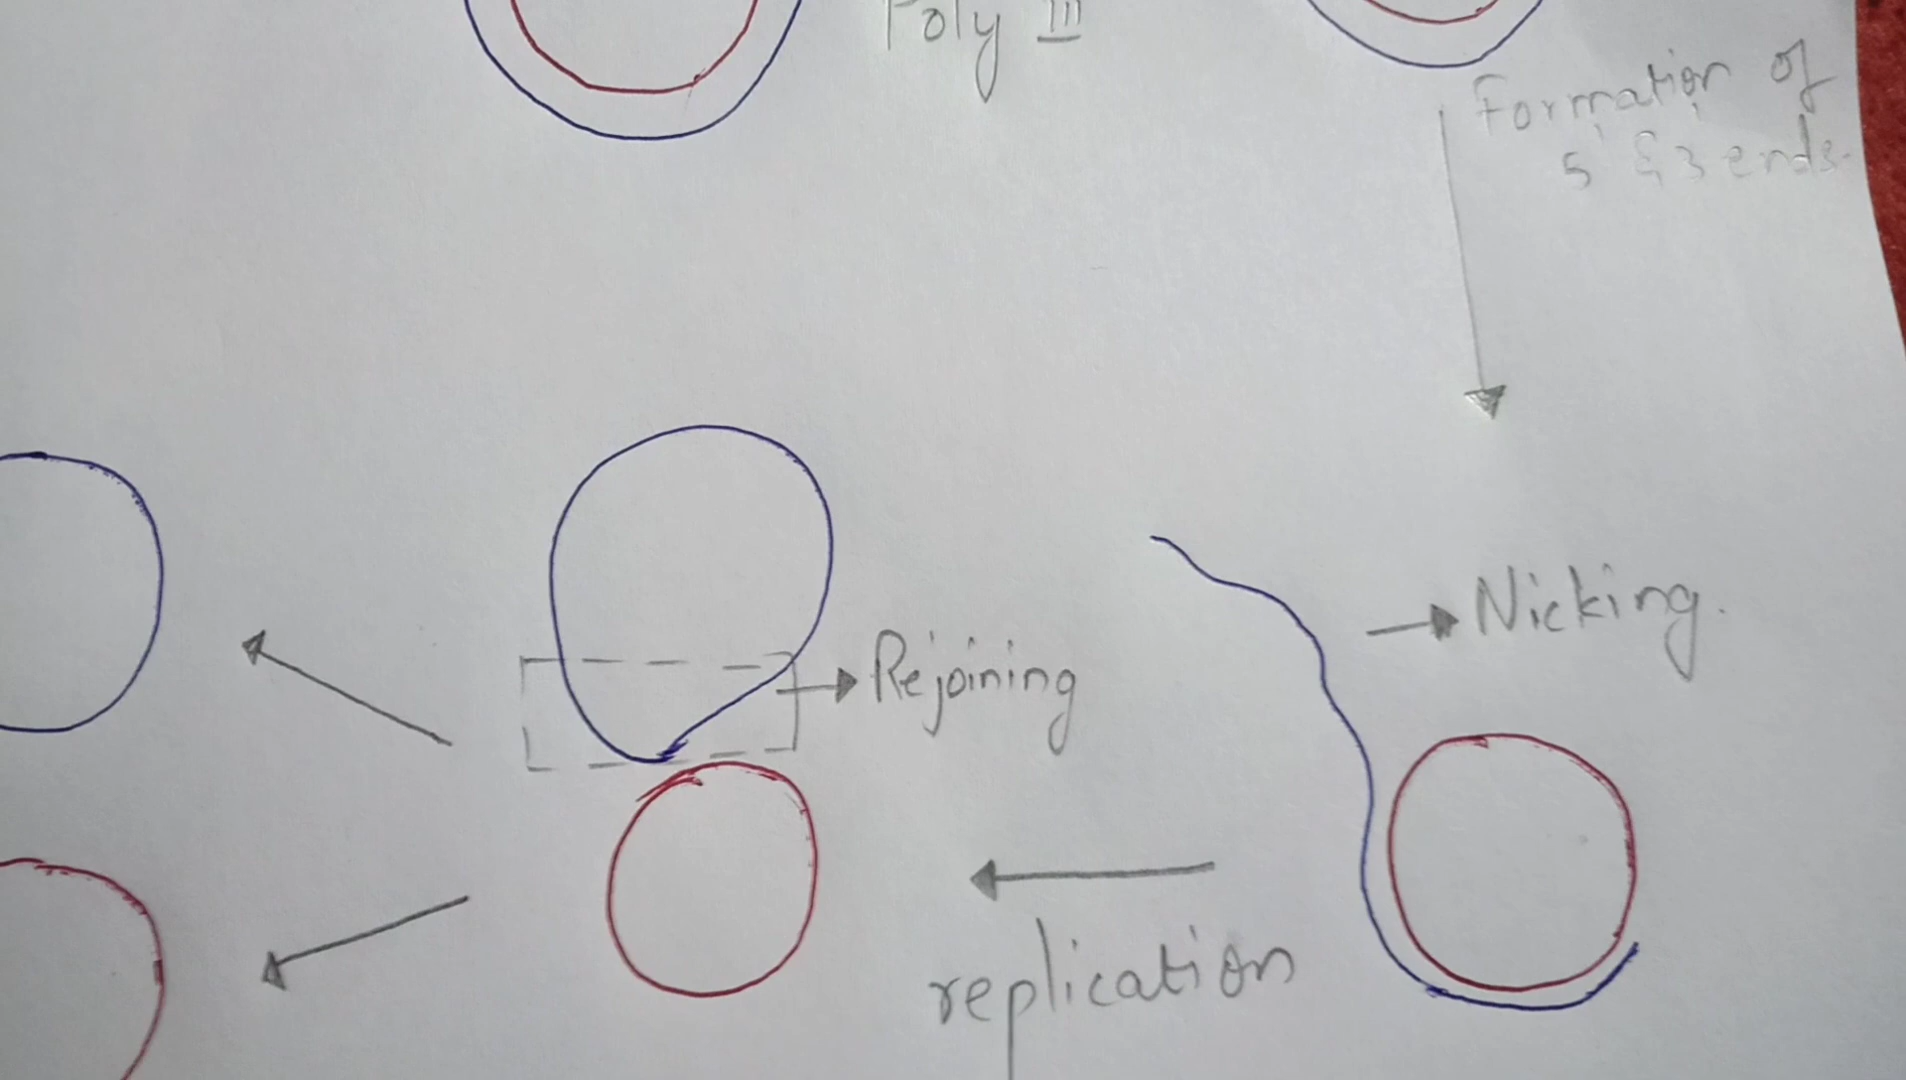 Poly III
Formation of
5' & 3' ends.
Nicking.
Rejoining
replication